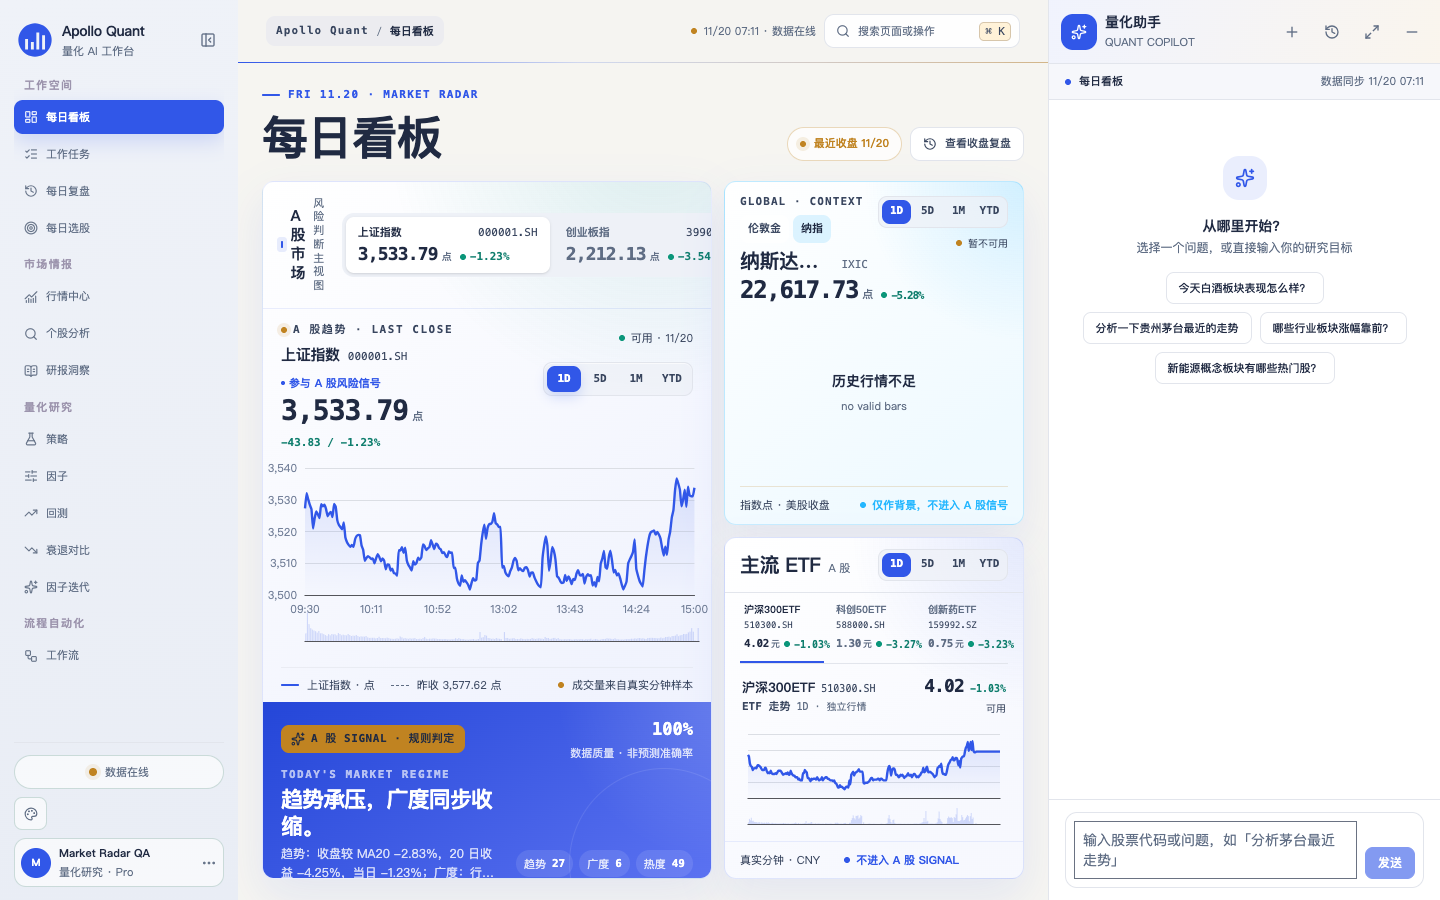 Apollo Quant
量化 AI 工作台
工作空间
每日看板
工作任务
每日复盘
每日选股
市场情报
行情中心
个股分析
研报洞察
量化研究
策略
因子
回测
衰退对比
因子迭代
流程自动化
工作流
数据在线
M
Market Radar QA
量化研究 · Pro
Apollo Quant / 每日看板
11/20 07:11 · 数据在线
搜索页面或操作
⌘ K
FRI 11.20 · MARKET RADAR
每日看板
最近收盘 11/20
查看收盘复盘
A 股市场
风险判断主视图
上证指数 000001.SH
3,533.79 点 −1.23%
创业板指 3990
2,212.13 点 −3.54
A 股趋势 · LAST CLOSE
可用 · 11/20
上证指数 000001.SH
参与 A 股风险信号
1D 5D 1M YTD
3,533.79 点
−43.83 / −1.23%
3,540
3,530
3,520
3,510
3,500
09:30 10:11 10:52 13:02 13:43 14:24 15:00
上证指数 · 点
昨收 3,577.62 点
成交量来自真实分钟样本
A 股 SIGNAL · 规则判定
100%
数据质量 · 非预测准确率
TODAY'S MARKET REGIME
趋势承压，广度同步收缩。
趋势：收盘较 MA20 −2.83%，20 日收
益 −4.25%，当日 −1.23%；广度：行...
趋势 27
广度 6
热度 49
GLOBAL · CONTEXT
1D 5D 1M YTD
伦敦金 纳指
暂不可用
纳斯达... IXIC
22,617.73 点 −5.28%
历史行情不足
no valid bars
指数点 · 美股收盘
仅作背景，不进入 A 股信号
主流 ETF A 股
1D 5D 1M YTD
沪深300ETF 科创50ETF 创新药ETF
510300.SH 588000.SH 159992.SZ
4.02 元 −1.03% 1.30 元 −3.27% 0.75 元 −3.23%
沪深300ETF 510300.SH
4.02 −1.03%
ETF 走势 1D · 独立行情
可用
真实分钟 · CNY
不进入 A 股 SIGNAL
量化助手
QUANT COPILOT
每日看板
数据同步 11/20 07:11
从哪里开始？
选择一个问题，或直接输入你的研究目标
今天白酒板块表现怎么样？
分析一下贵州茅台最近的走势
哪些行业板块涨幅靠前？
新能源概念板块有哪些热门股？
输入股票代码或问题，如「分析茅台最近
走势」
发送